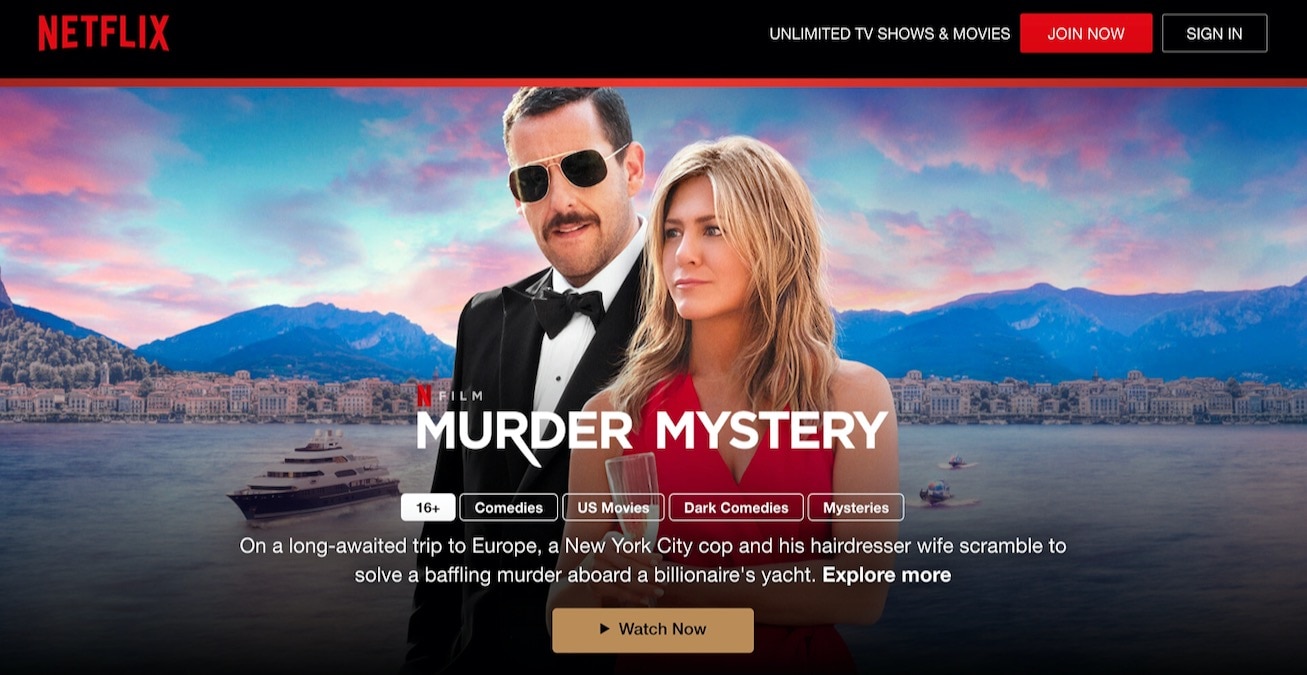 NETFLIX
UNLIMITED TV SHOWS & MOVIES
JOIN NOW
SIGN IN
N FILM
MURDER MYSTERY
16+
Comedies
US Movies
Dark Comedies
Mysteries
On a long-awaited trip to Europe, a New York City cop and his hairdresser wife scramble to
solve a baffling murder aboard a billionaire's yacht. Explore more
Watch Now